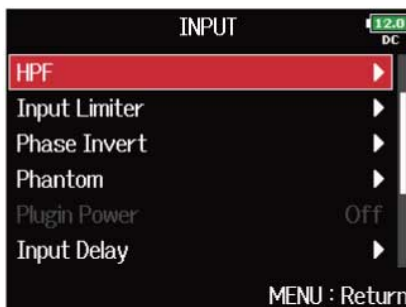 INPUT
12.0
DC
HPF
Input Limiter
Phase Invert
Phantom
Plugin Power Off
Input Delay
MENU : Return